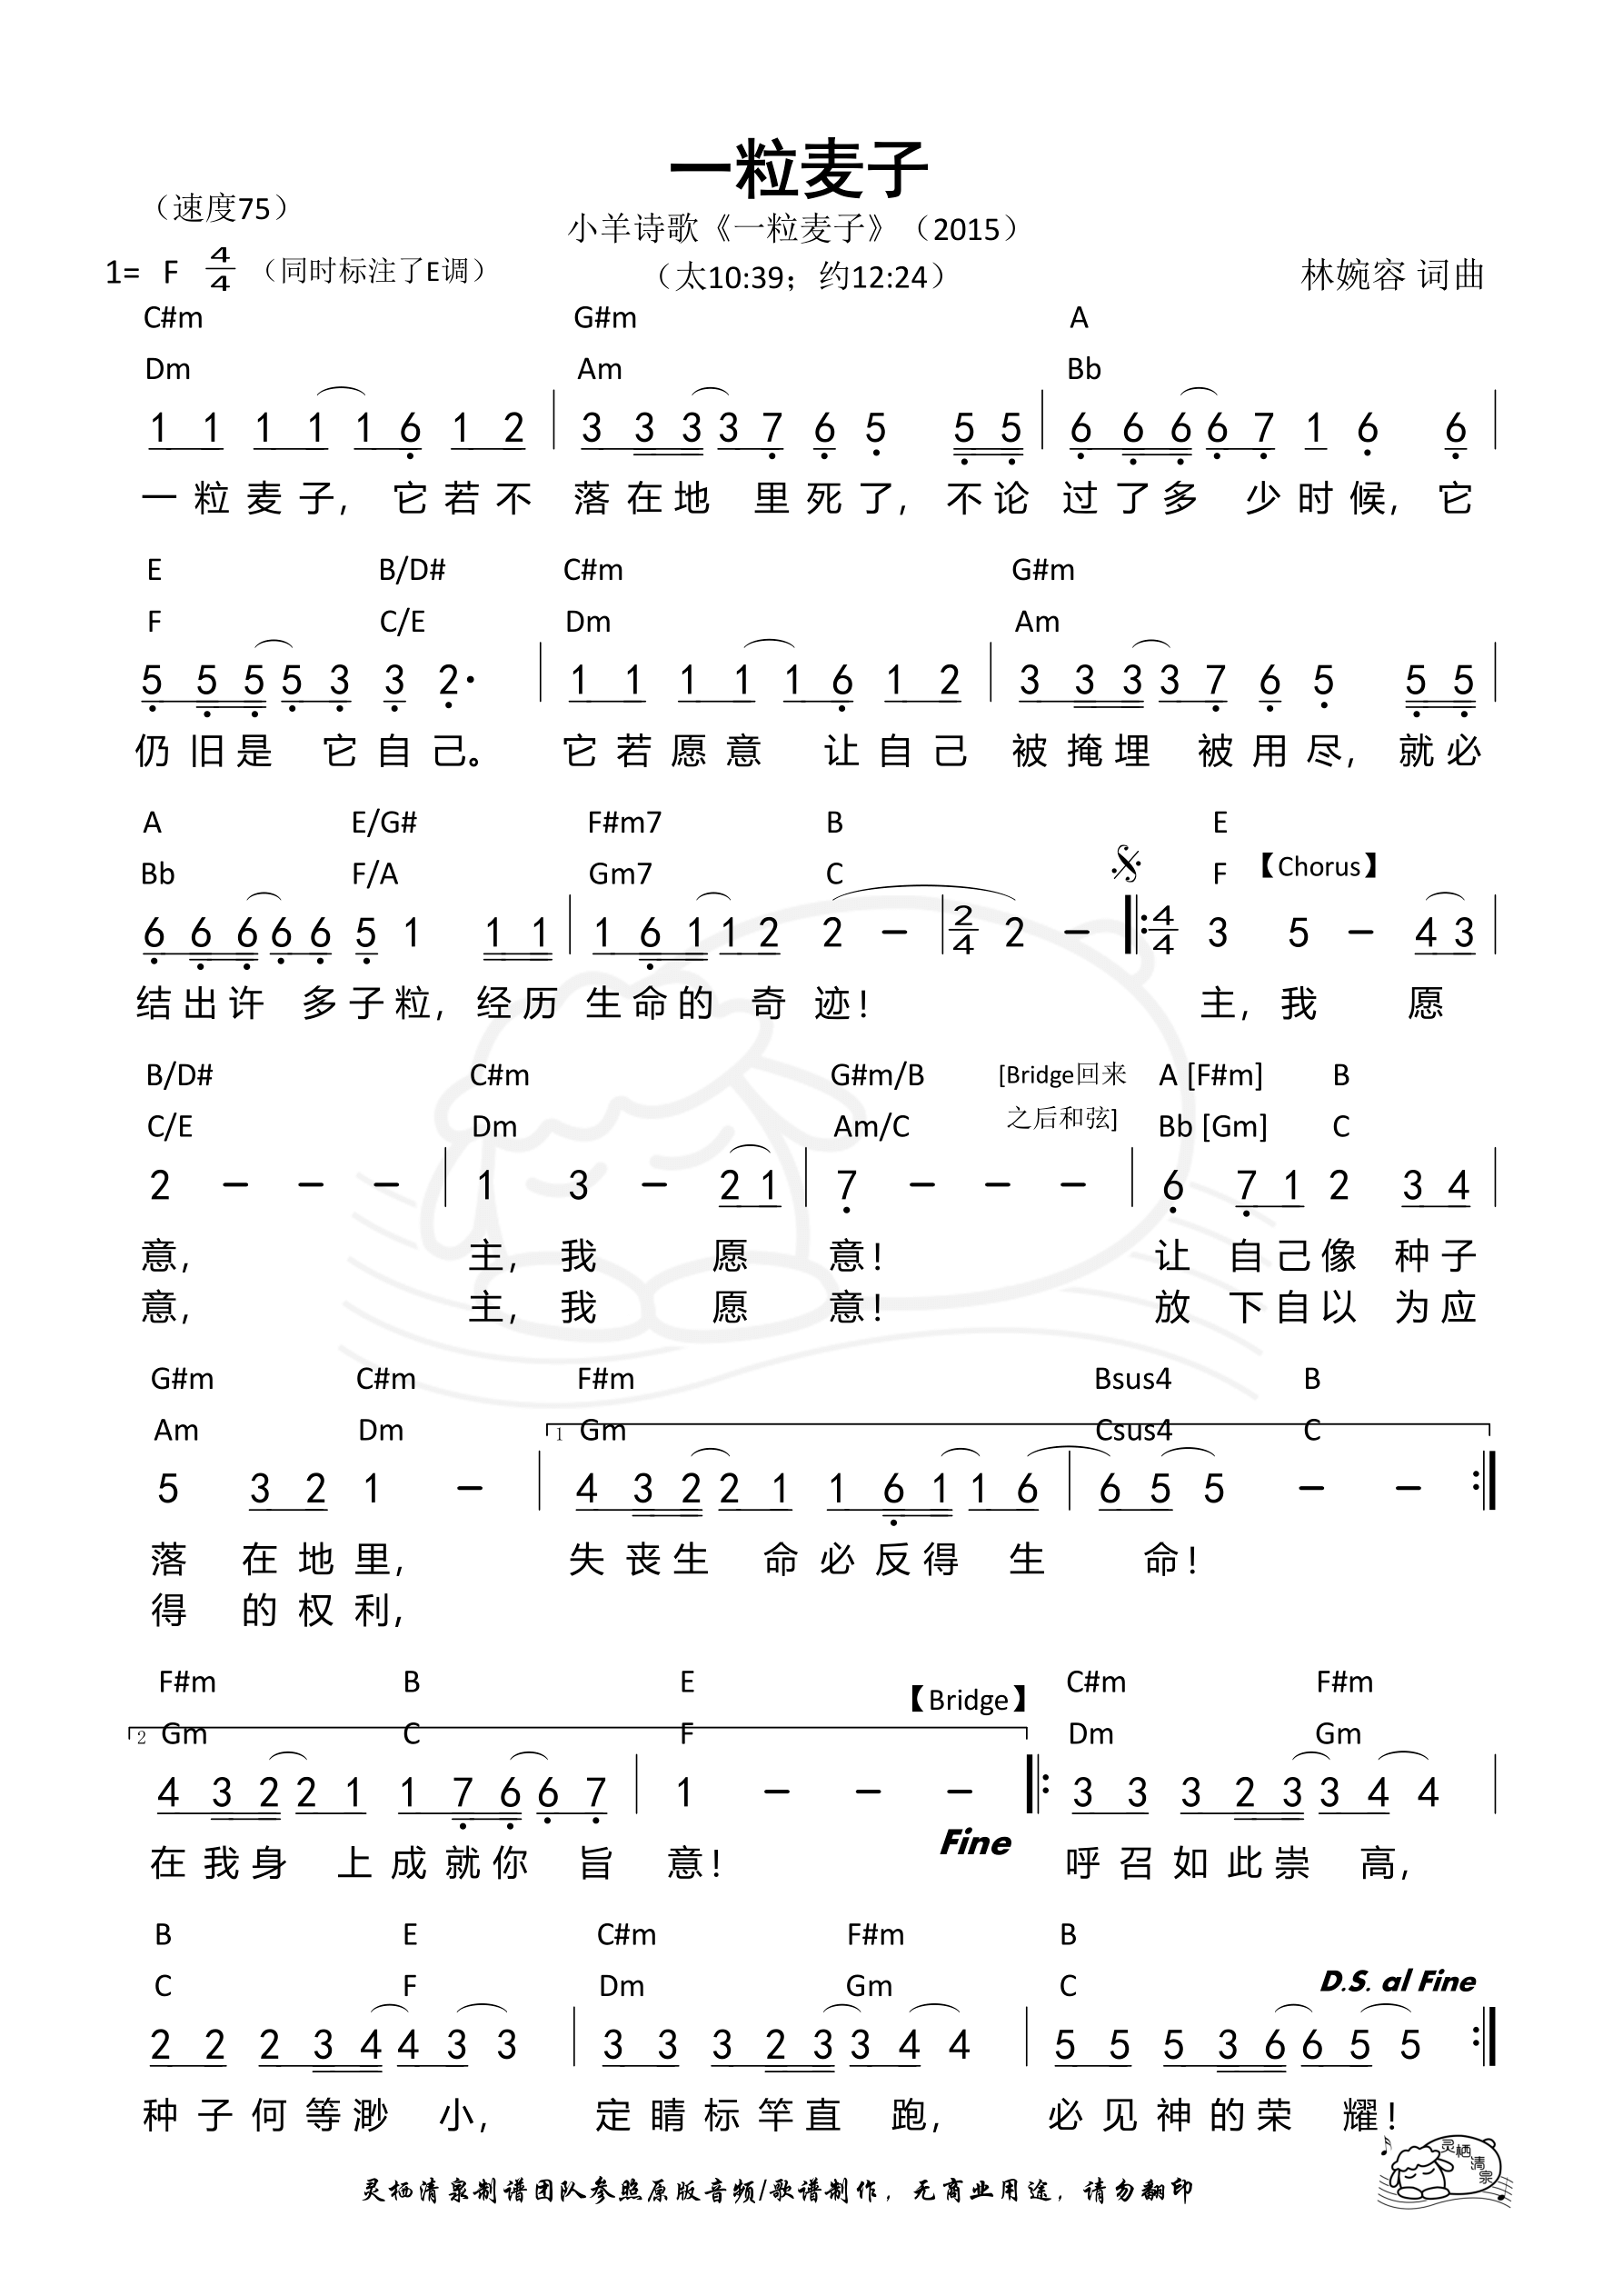 一粒麦子
（速度75）
小羊诗歌《一粒麦子》（2015）
1= F 4/4 （同时标注了E调）
（太10:39；约12:24）
林婉容 词曲
C#m G#m A
Dm Am Bb
1 1 1 1 1 6 1 2 | 3 3 3 3 7 6 5 5 5 | 6 6 6 6 7 1 6 6 |
一粒麦子，它若不 落在地 里死了，不论 过了多 少时候，它
E B/D# C#m G#m
F C/E Dm Am
5 5 5 5 3 3 2· | 1 1 1 1 1 6 1 2 | 3 3 3 3 7 6 5 5 5 |
仍旧是 它自己。 它若愿意 让自己 被掩埋 被用尽，就必
A E/G# F#m7 B E
Bb F/A Gm7 C F 【Chorus】
6 6 6 6 6 5 1 1 1 | 1 6 1 1 2 2 – | 2/4 2 – ‖: 4/4 3 5 – 4 3 |
结出许 多子粒，经历 生命的 奇迹！ 主，我 愿
B/D# C#m G#m/B [Bridge回来 A [F#m] B
C/E Dm Am/C 之后和弦] Bb [Gm] C
2 – – – | 1 3 – 2 1 | 7 – – – | 6 7 1 2 3 4 |
意， 主，我 愿 意！ 让 自己像 种子
意， 主，我 愿 意！ 放 下自以 为应
G#m C#m F#m Bsus4 B
Am Dm 1 Gm Csus4 C
5 3 2 1 – | 4 3 2 2 1 1 6 1 1 6 | 6 5 5 – – :‖
落 在地里， 失丧生 命必反得 生 命！
得 的权利，
F#m B E 【Bridge】 C#m F#m
2 Gm C F Dm Gm
4 3 2 2 1 1 7 6 6 7 | 1 – – – ‖: 3 3 3 2 3 3 4 4 |
Fine
在我身 上成就你 旨 意！ 呼召如此崇 高，
B E C#m F#m B
C F Dm Gm C D.S. al Fine
2 2 2 3 4 4 3 3 | 3 3 3 2 3 3 4 4 | 5 5 5 3 6 6 5 5 :‖
种子何等渺 小， 定睛标竿直 跑， 必见神的荣 耀！
灵栖清泉制谱团队参照原版音频/歌谱制作，无商业用途，请勿翻印
灵栖清泉